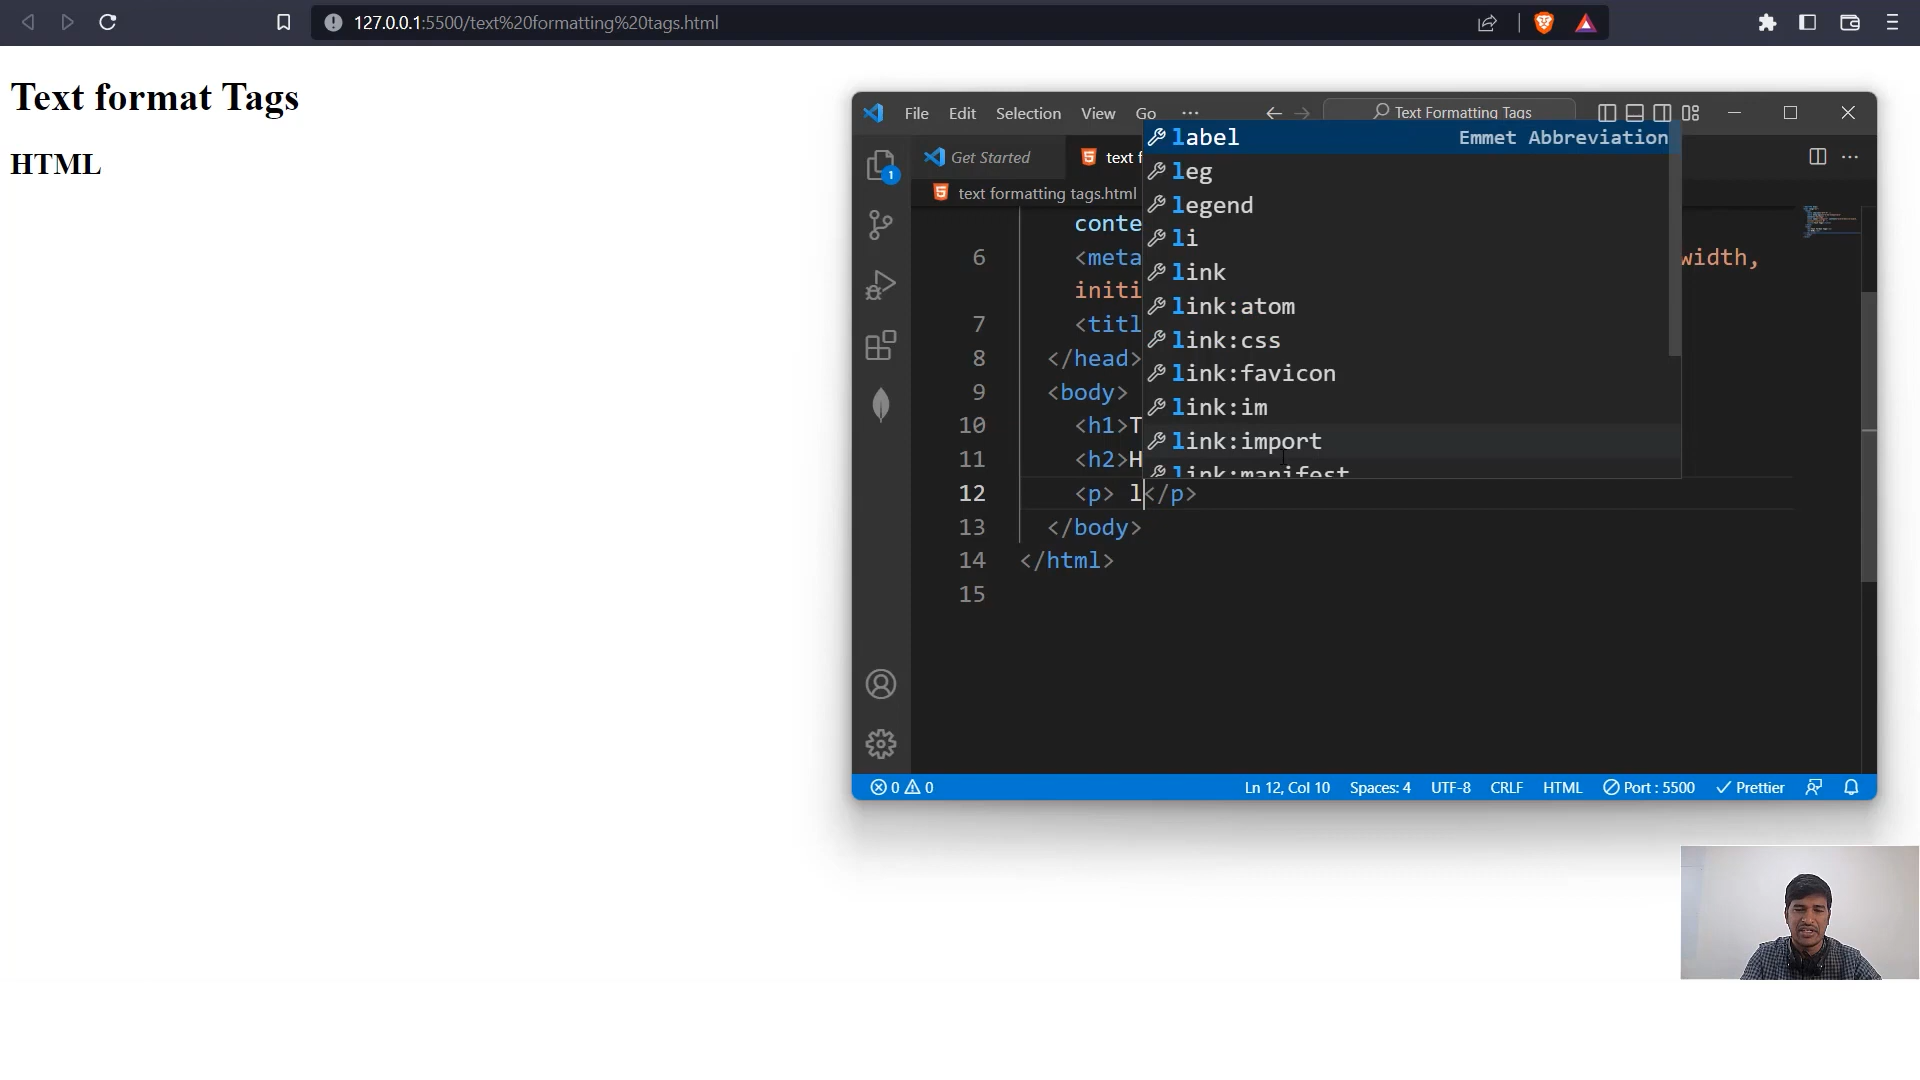 127.0.0.1:5500/text%20formatting%20tags.html
Text format Tags
HTML
File Edit Selection View Go ··· Text Formatting Tags
Get Started text f
text formatting tags.html
conte
6 <meta width,
initi
7 <titl
8 </head>
9 <body>
10 <h1>T
11 <h2>H
12 <p> l</p>
13 </body>
14 </html>
15
label Emmet Abbreviation
leg
legend
li
link
link:atom
link:css
link:favicon
link:im
link:import
link:manifest
1
0 0 Ln 12, Col 10 Spaces: 4 UTF-8 CRLF HTML Port : 5500 Prettier